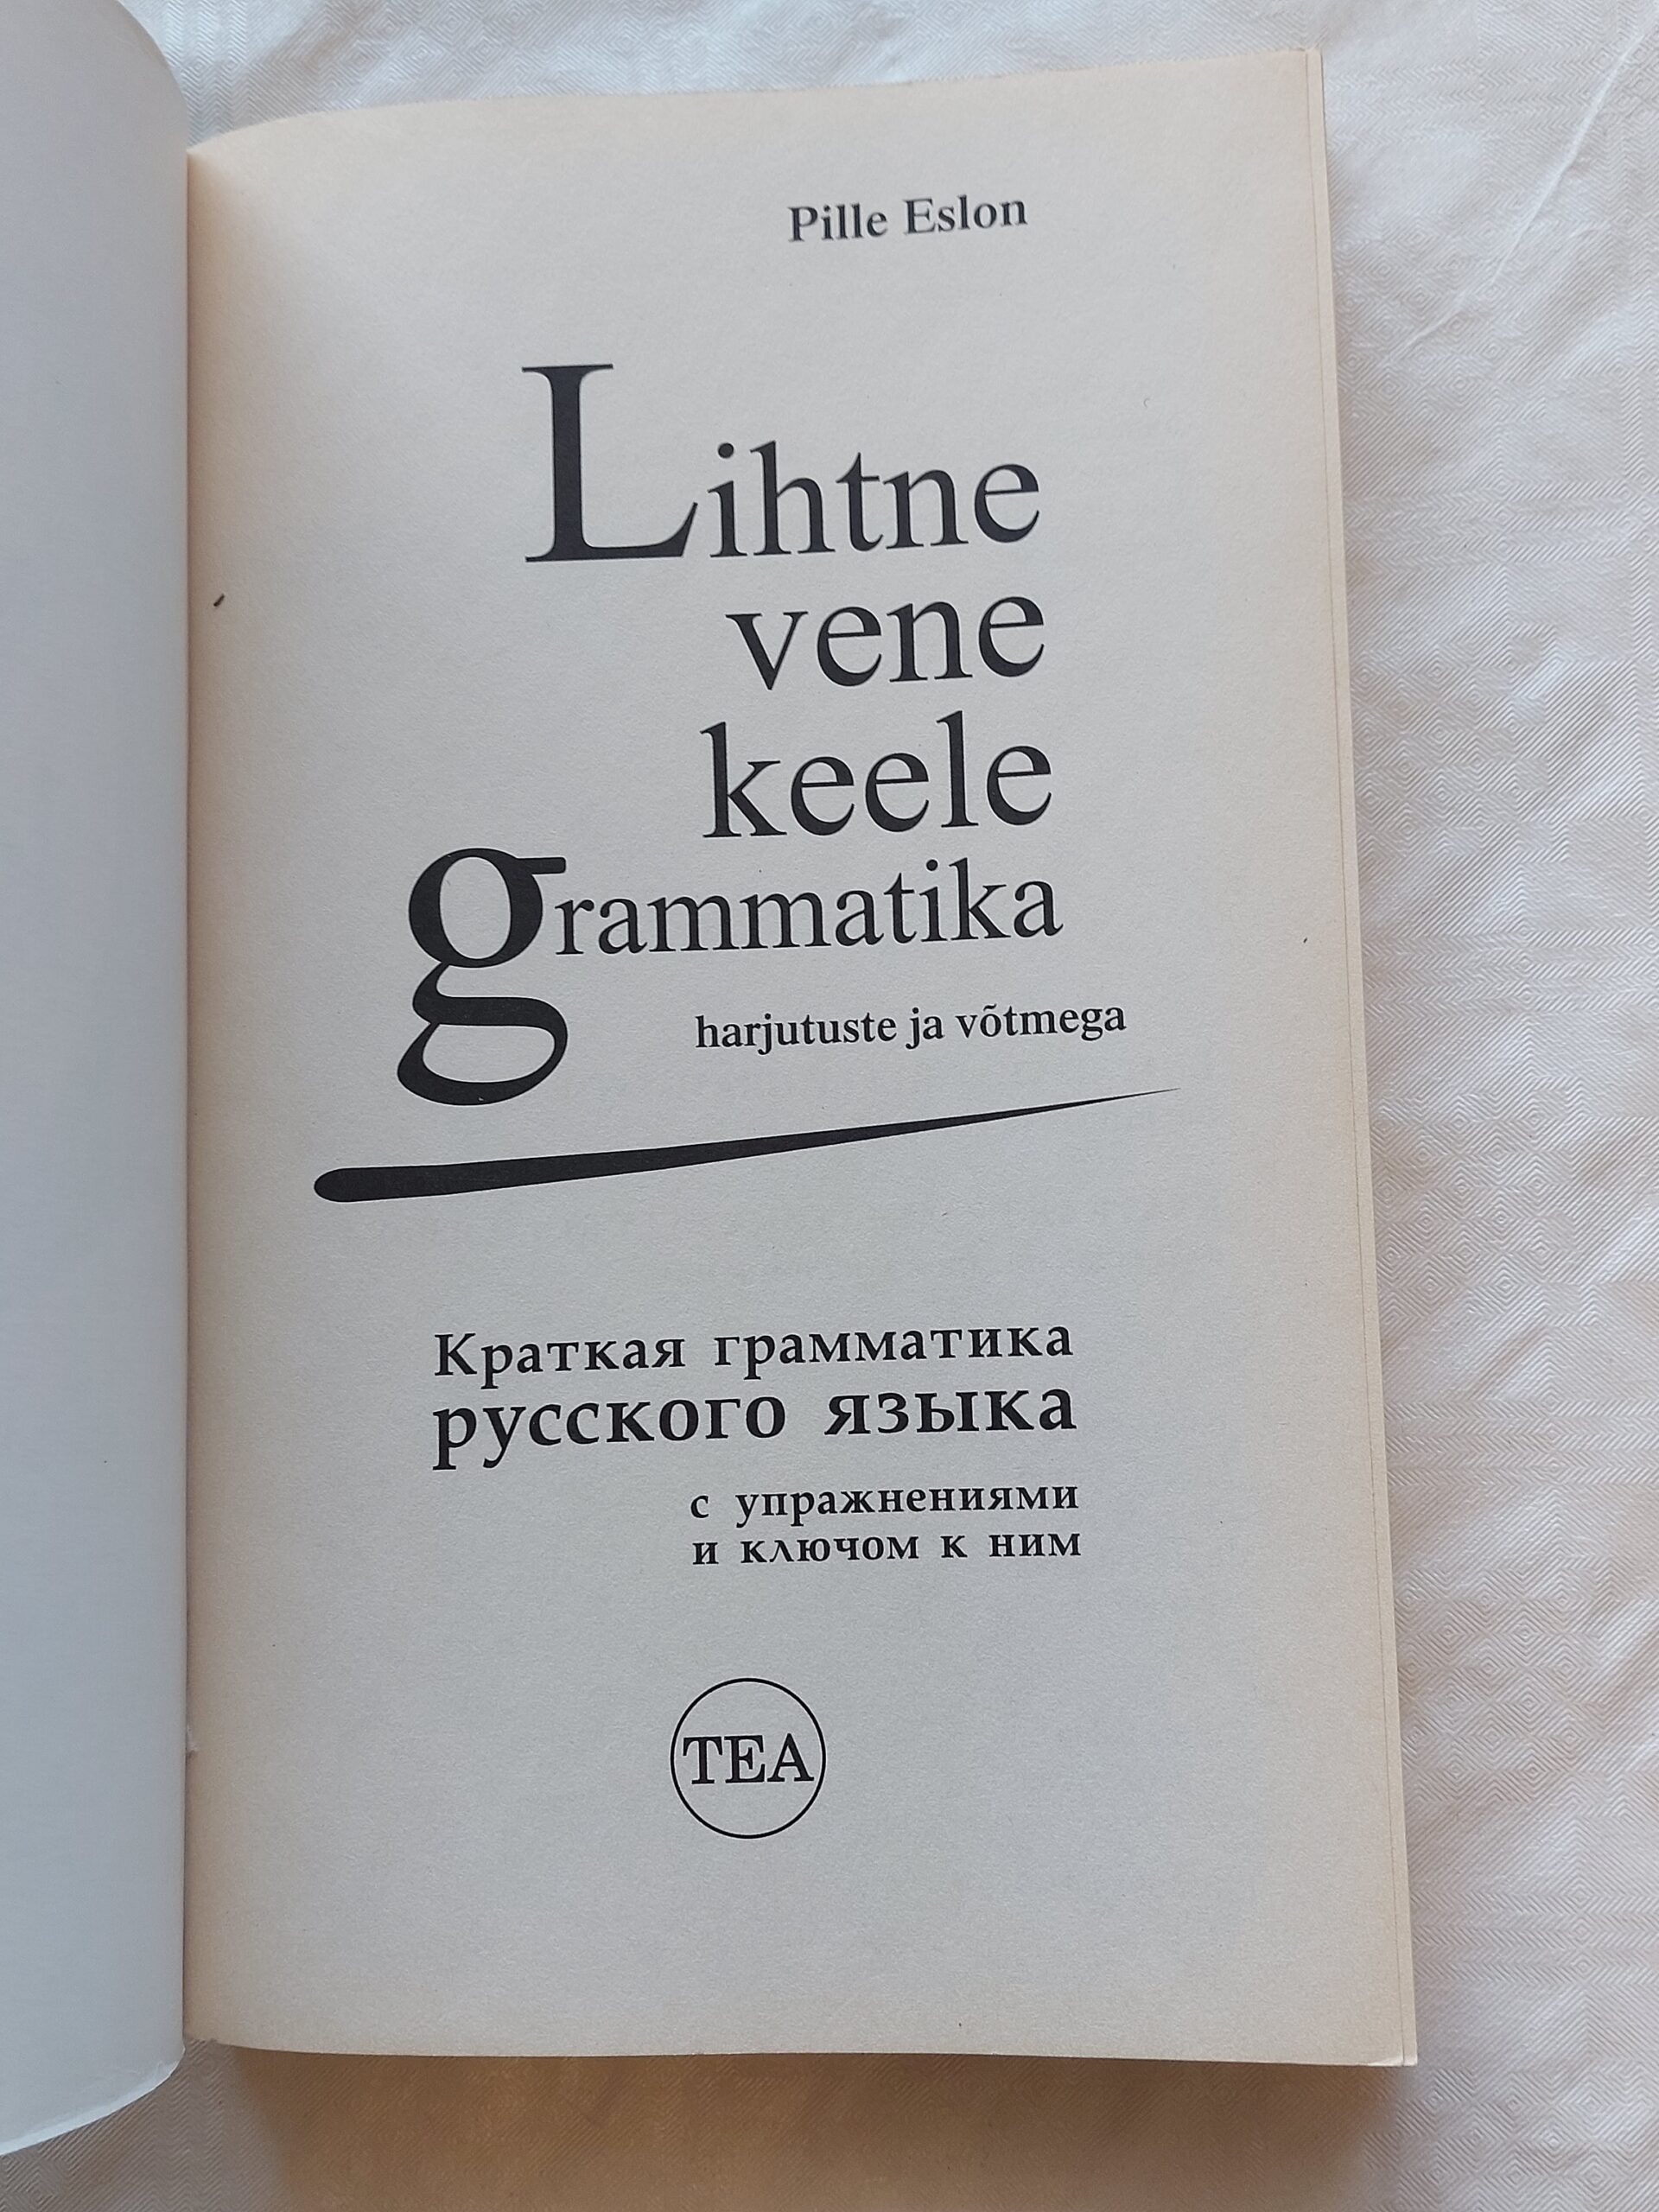 Pille Eslon
Lihtne
vene
keele
grammatika
harjutuste ja võtmega
Краткая грамматика
русского языка
с упражнениями
и ключом к ним
TEA